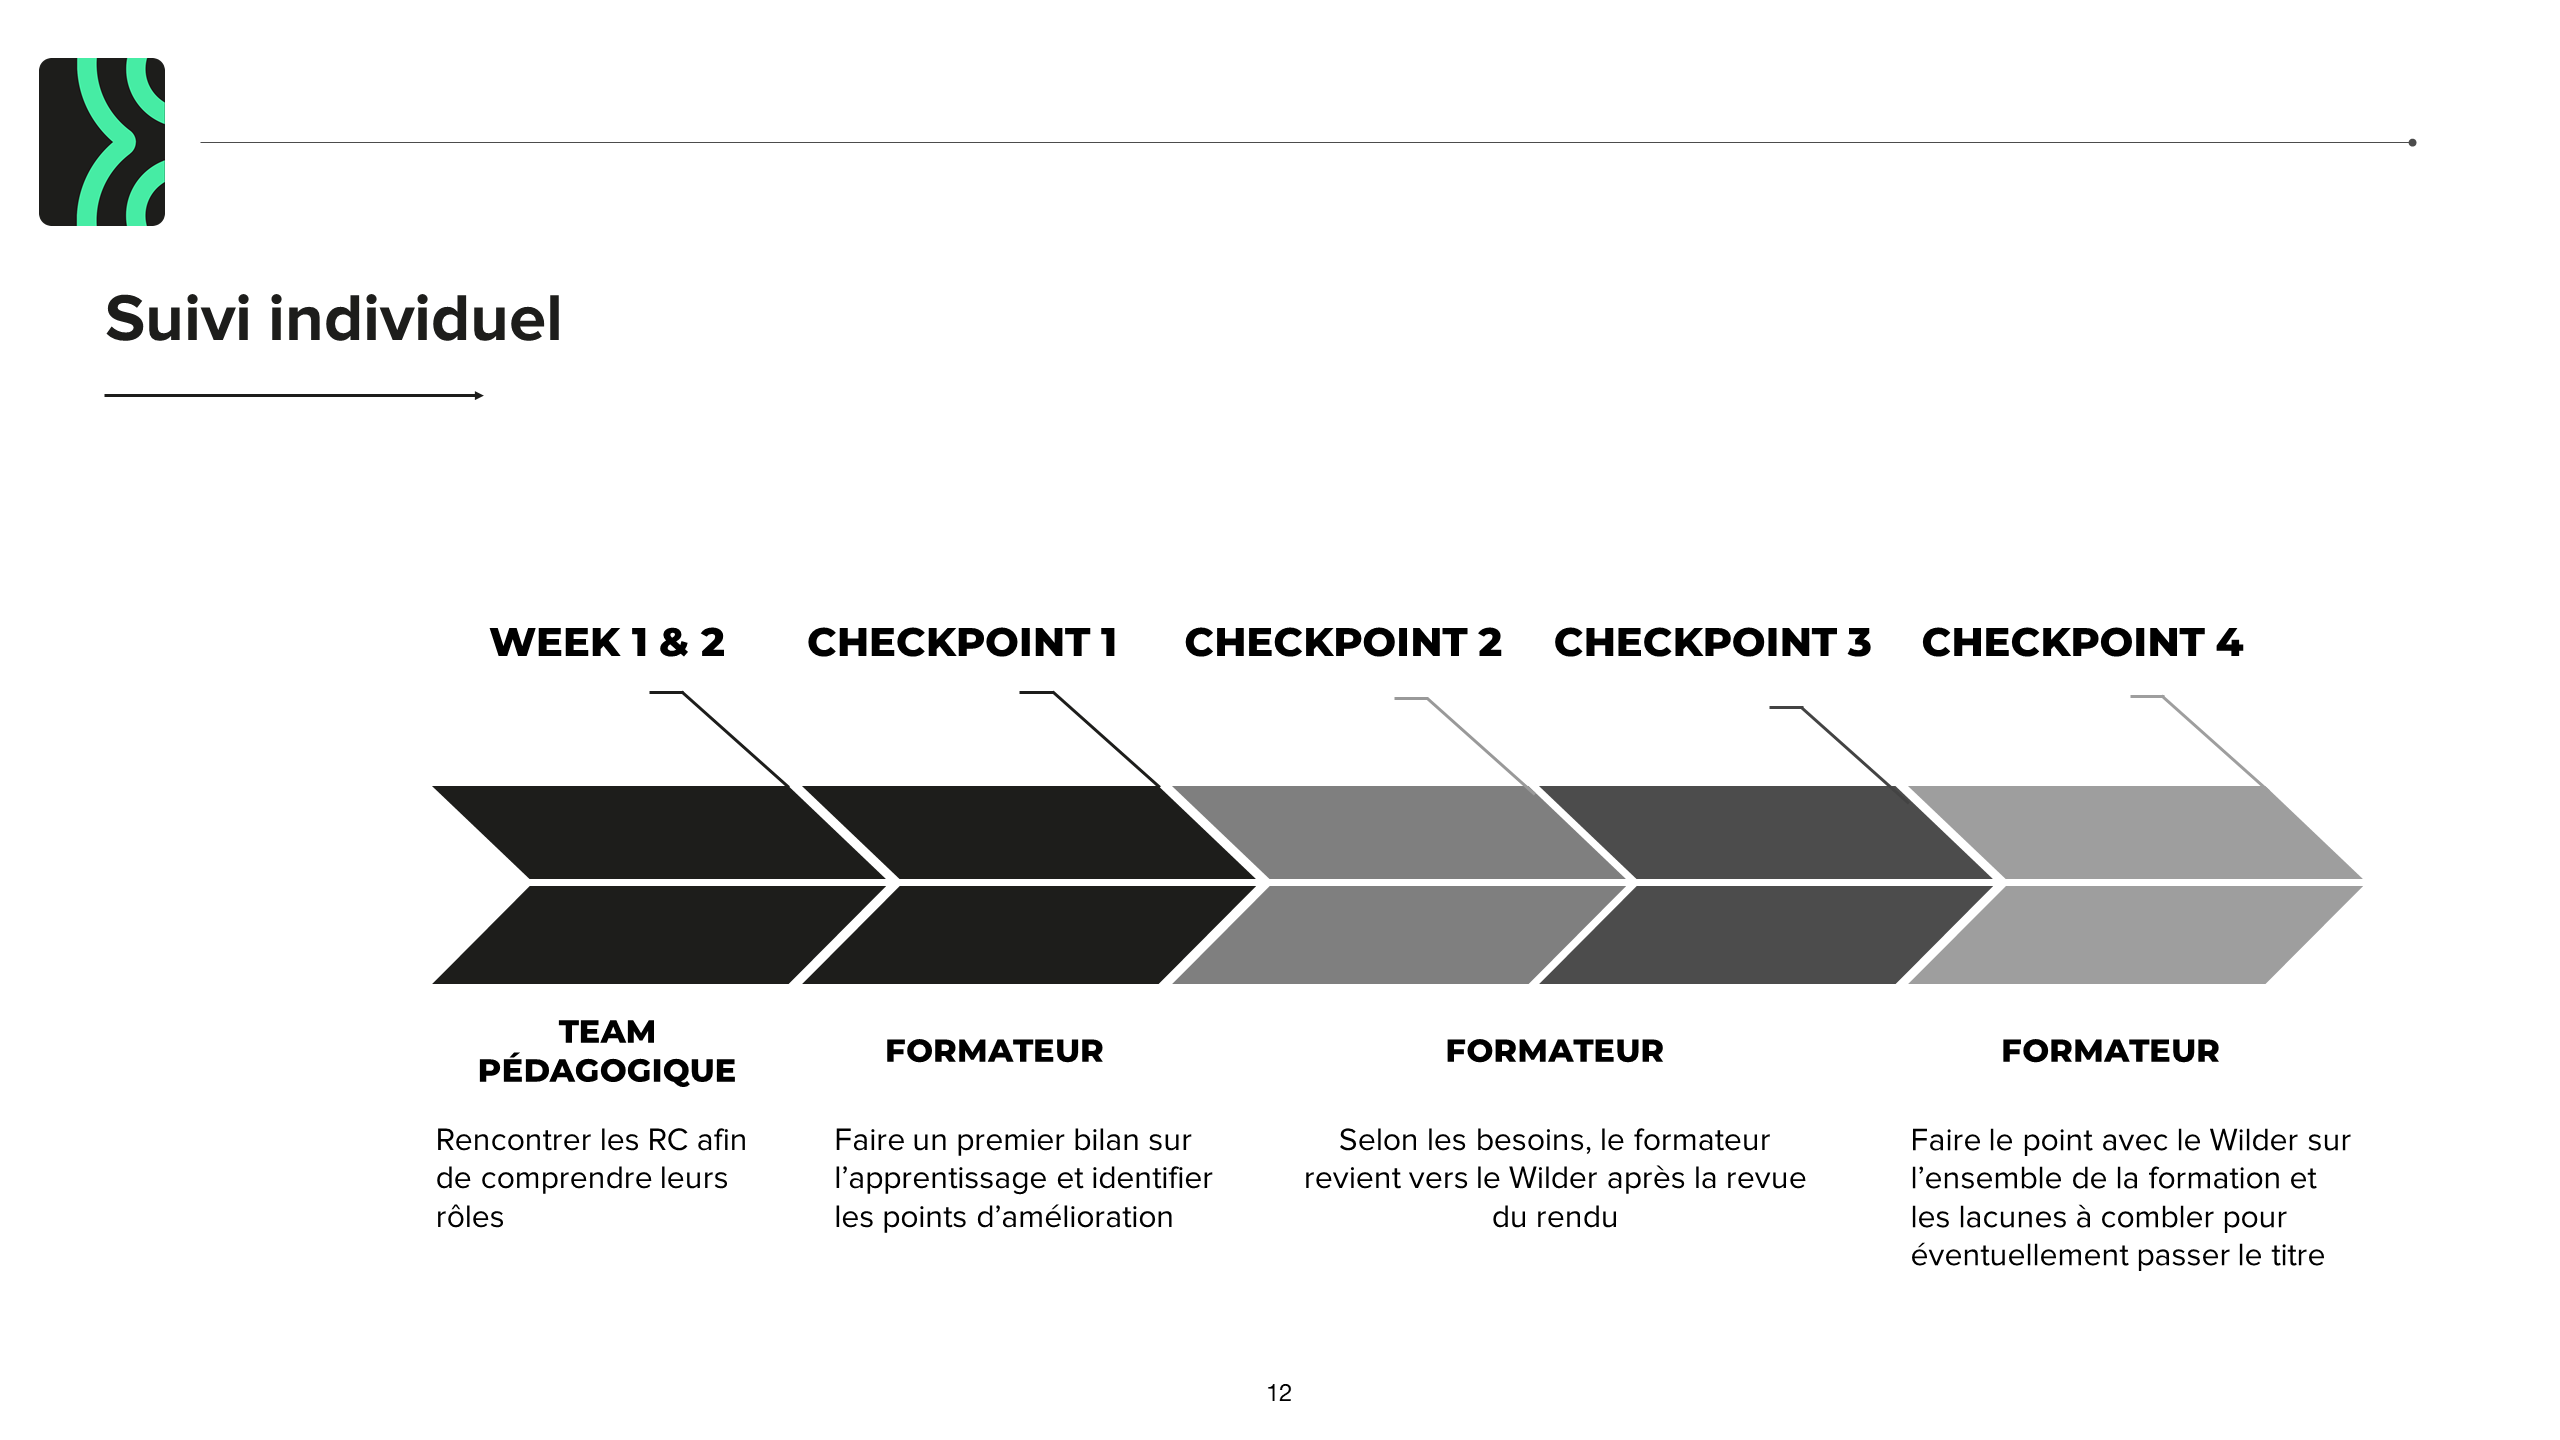 Suivi individuel
WEEK 1 & 2
CHECKPOINT 1
CHECKPOINT 2
CHECKPOINT 3
CHECKPOINT 4
TEAM
PÉDAGOGIQUE
Rencontrer les RC afin
de comprendre leurs
rôles
FORMATEUR
Faire un premier bilan sur
l’apprentissage et identifier
les points d’amélioration
FORMATEUR
Selon les besoins, le formateur
revient vers le Wilder après la revue
du rendu
FORMATEUR
Faire le point avec le Wilder sur
l’ensemble de la formation et
les lacunes à combler pour
éventuellement passer le titre
12